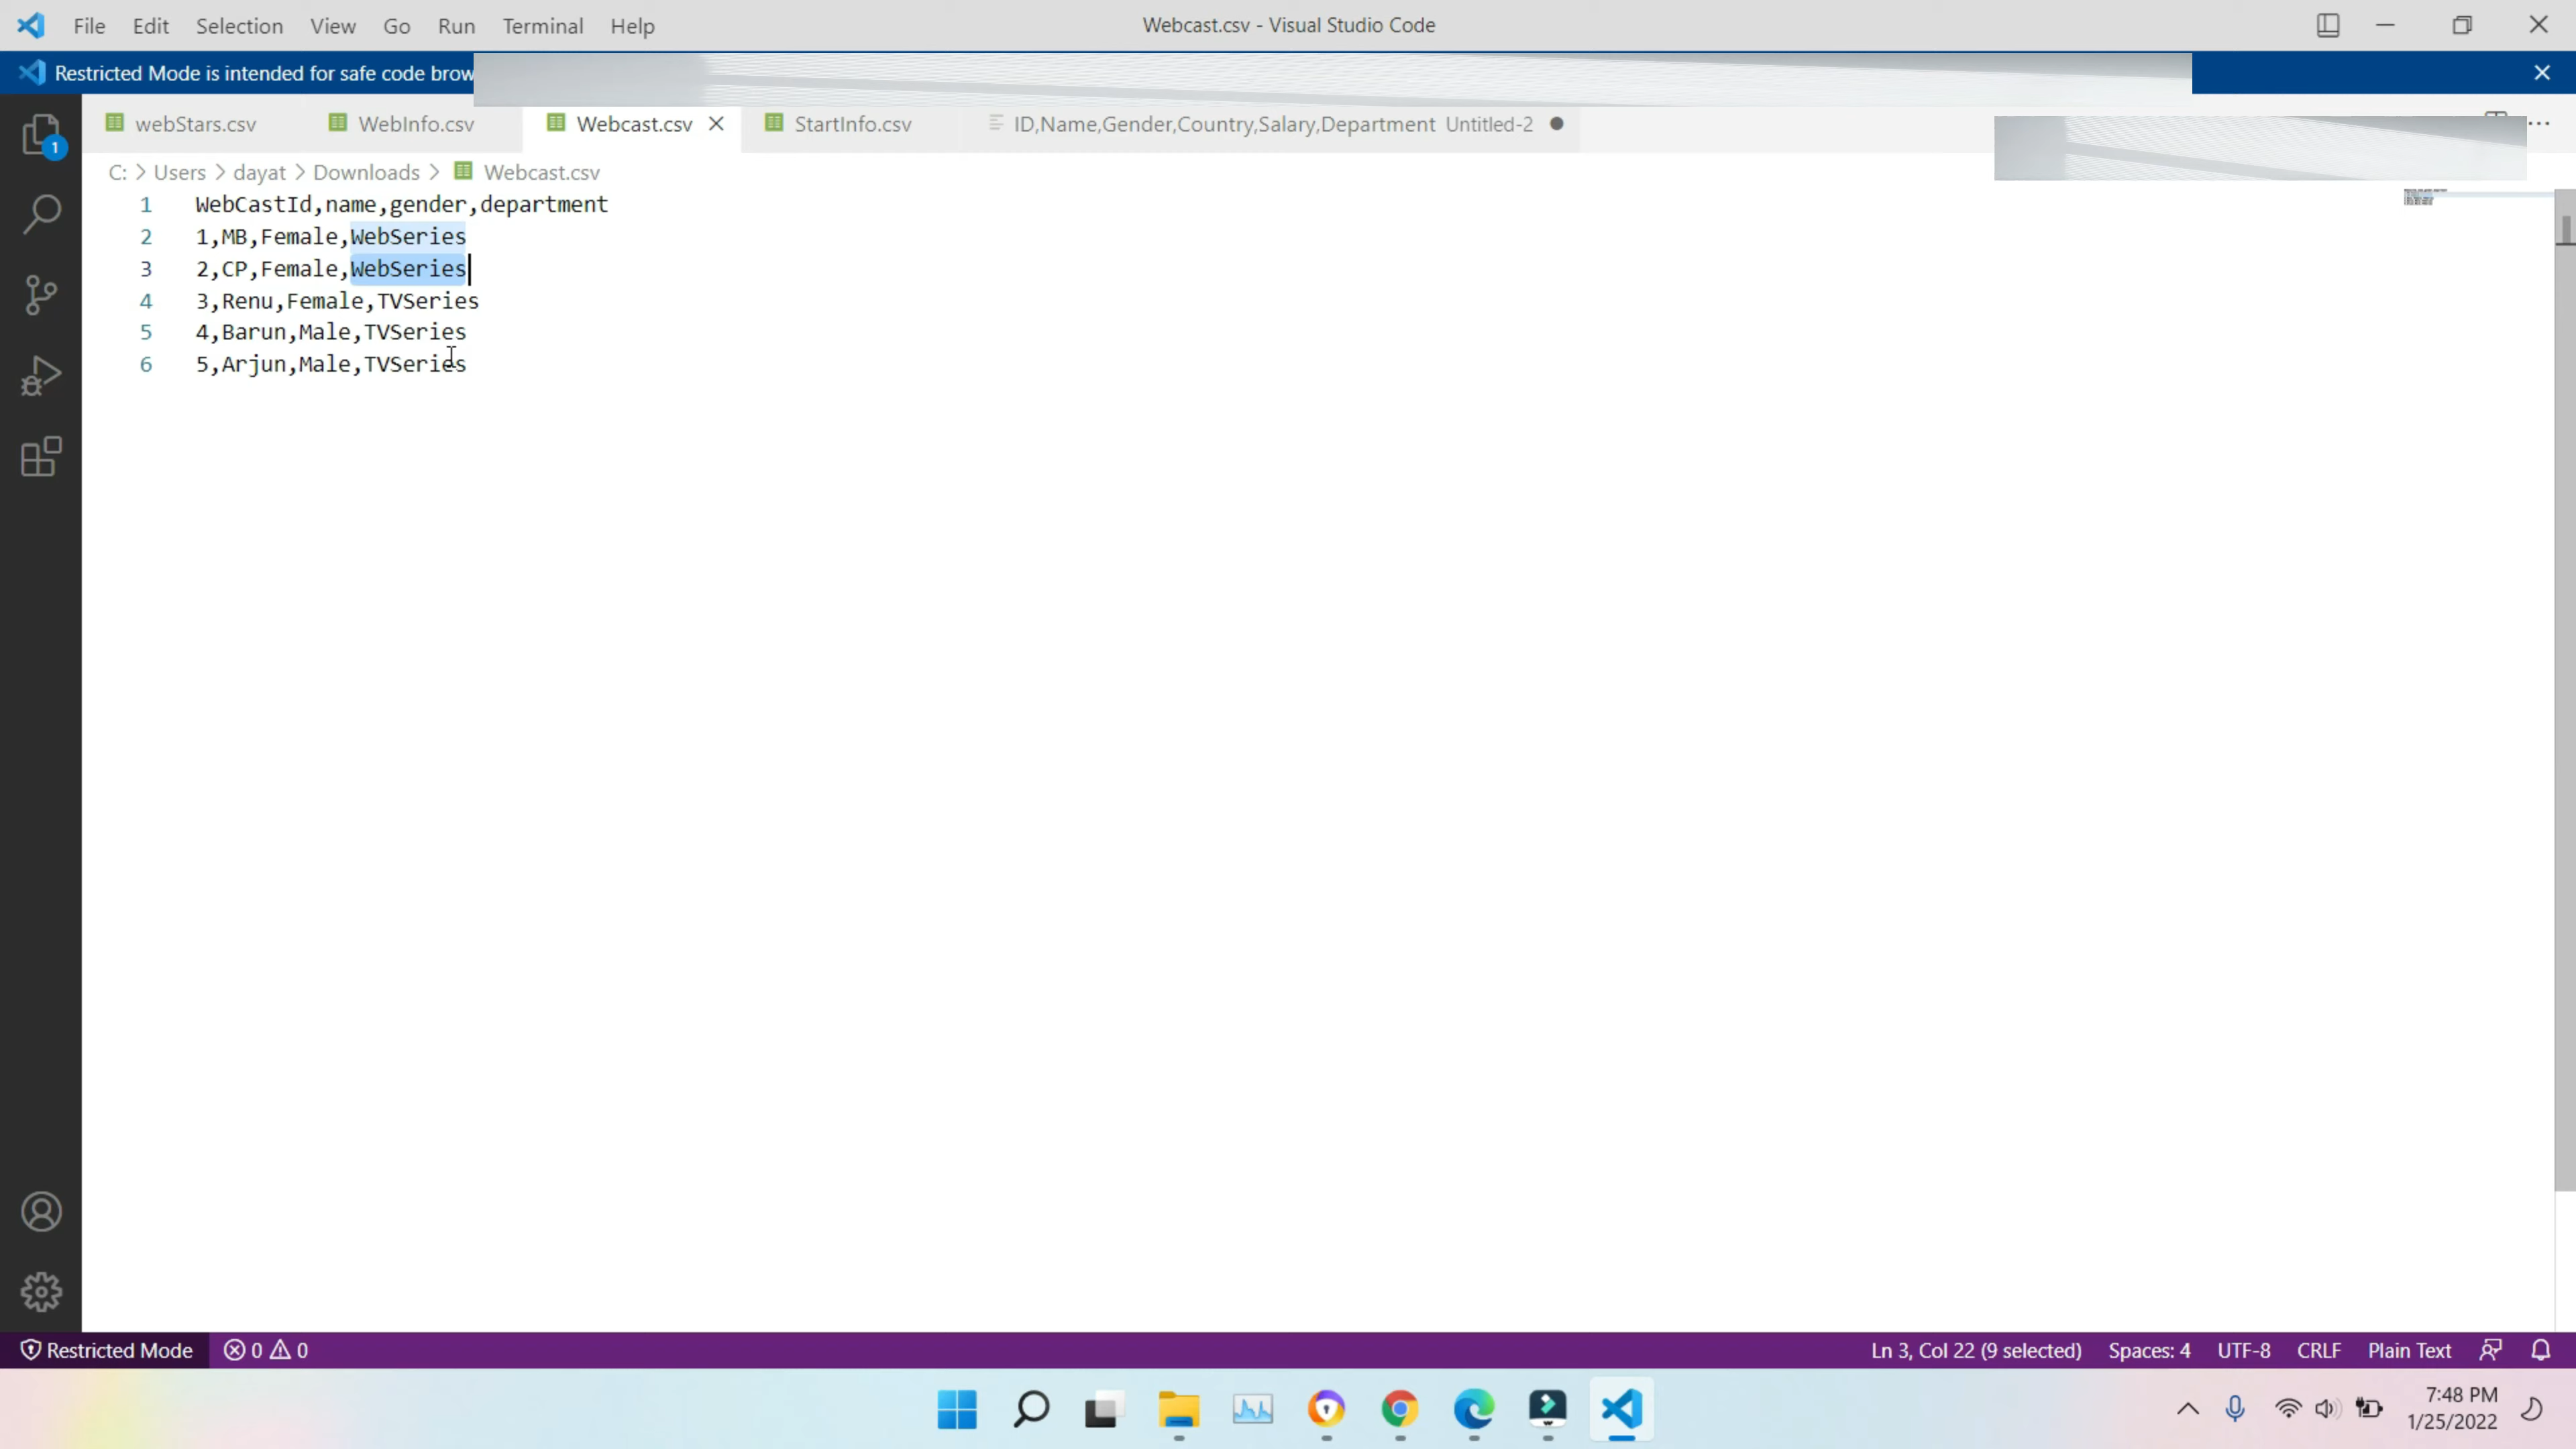 File Edit Selection View Go Run Terminal Help Webcast.csv - Visual Studio Code
Restricted Mode is intended for safe code brow
webStars.csv WebInfo.csv Webcast.csv StartInfo.csv ID,Name,Gender,Country,Salary,Department Untitled-2
C: > Users > dayat > Downloads > Webcast.csv
1 WebCastId,name,gender,department
2 1,MB,Female,WebSeries
3 2,CP,Female,WebSeries
4 3,Renu,Female,TVSeries
5 4,Barun,Male,TVSeries
6 5,Arjun,Male,TVSeries
1
Restricted Mode 0 0 Ln 3, Col 22 (9 selected) Spaces: 4 UTF-8 CRLF Plain Text
7:48 PM
1/25/2022